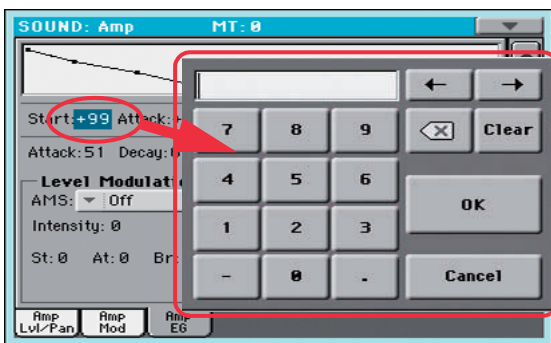 SOUND: Amp MT: 0
Start: +99 Attack:
Attack: 51 Decay:
Level
AMS: Off
Intensity: 0
St: 0 At: 0 Br:
7 8 9 Clear
4 5 6
OK
1 2 3
- 0 . Cancel
Amp Lvl/Pan
Amp Mod
Amp EG